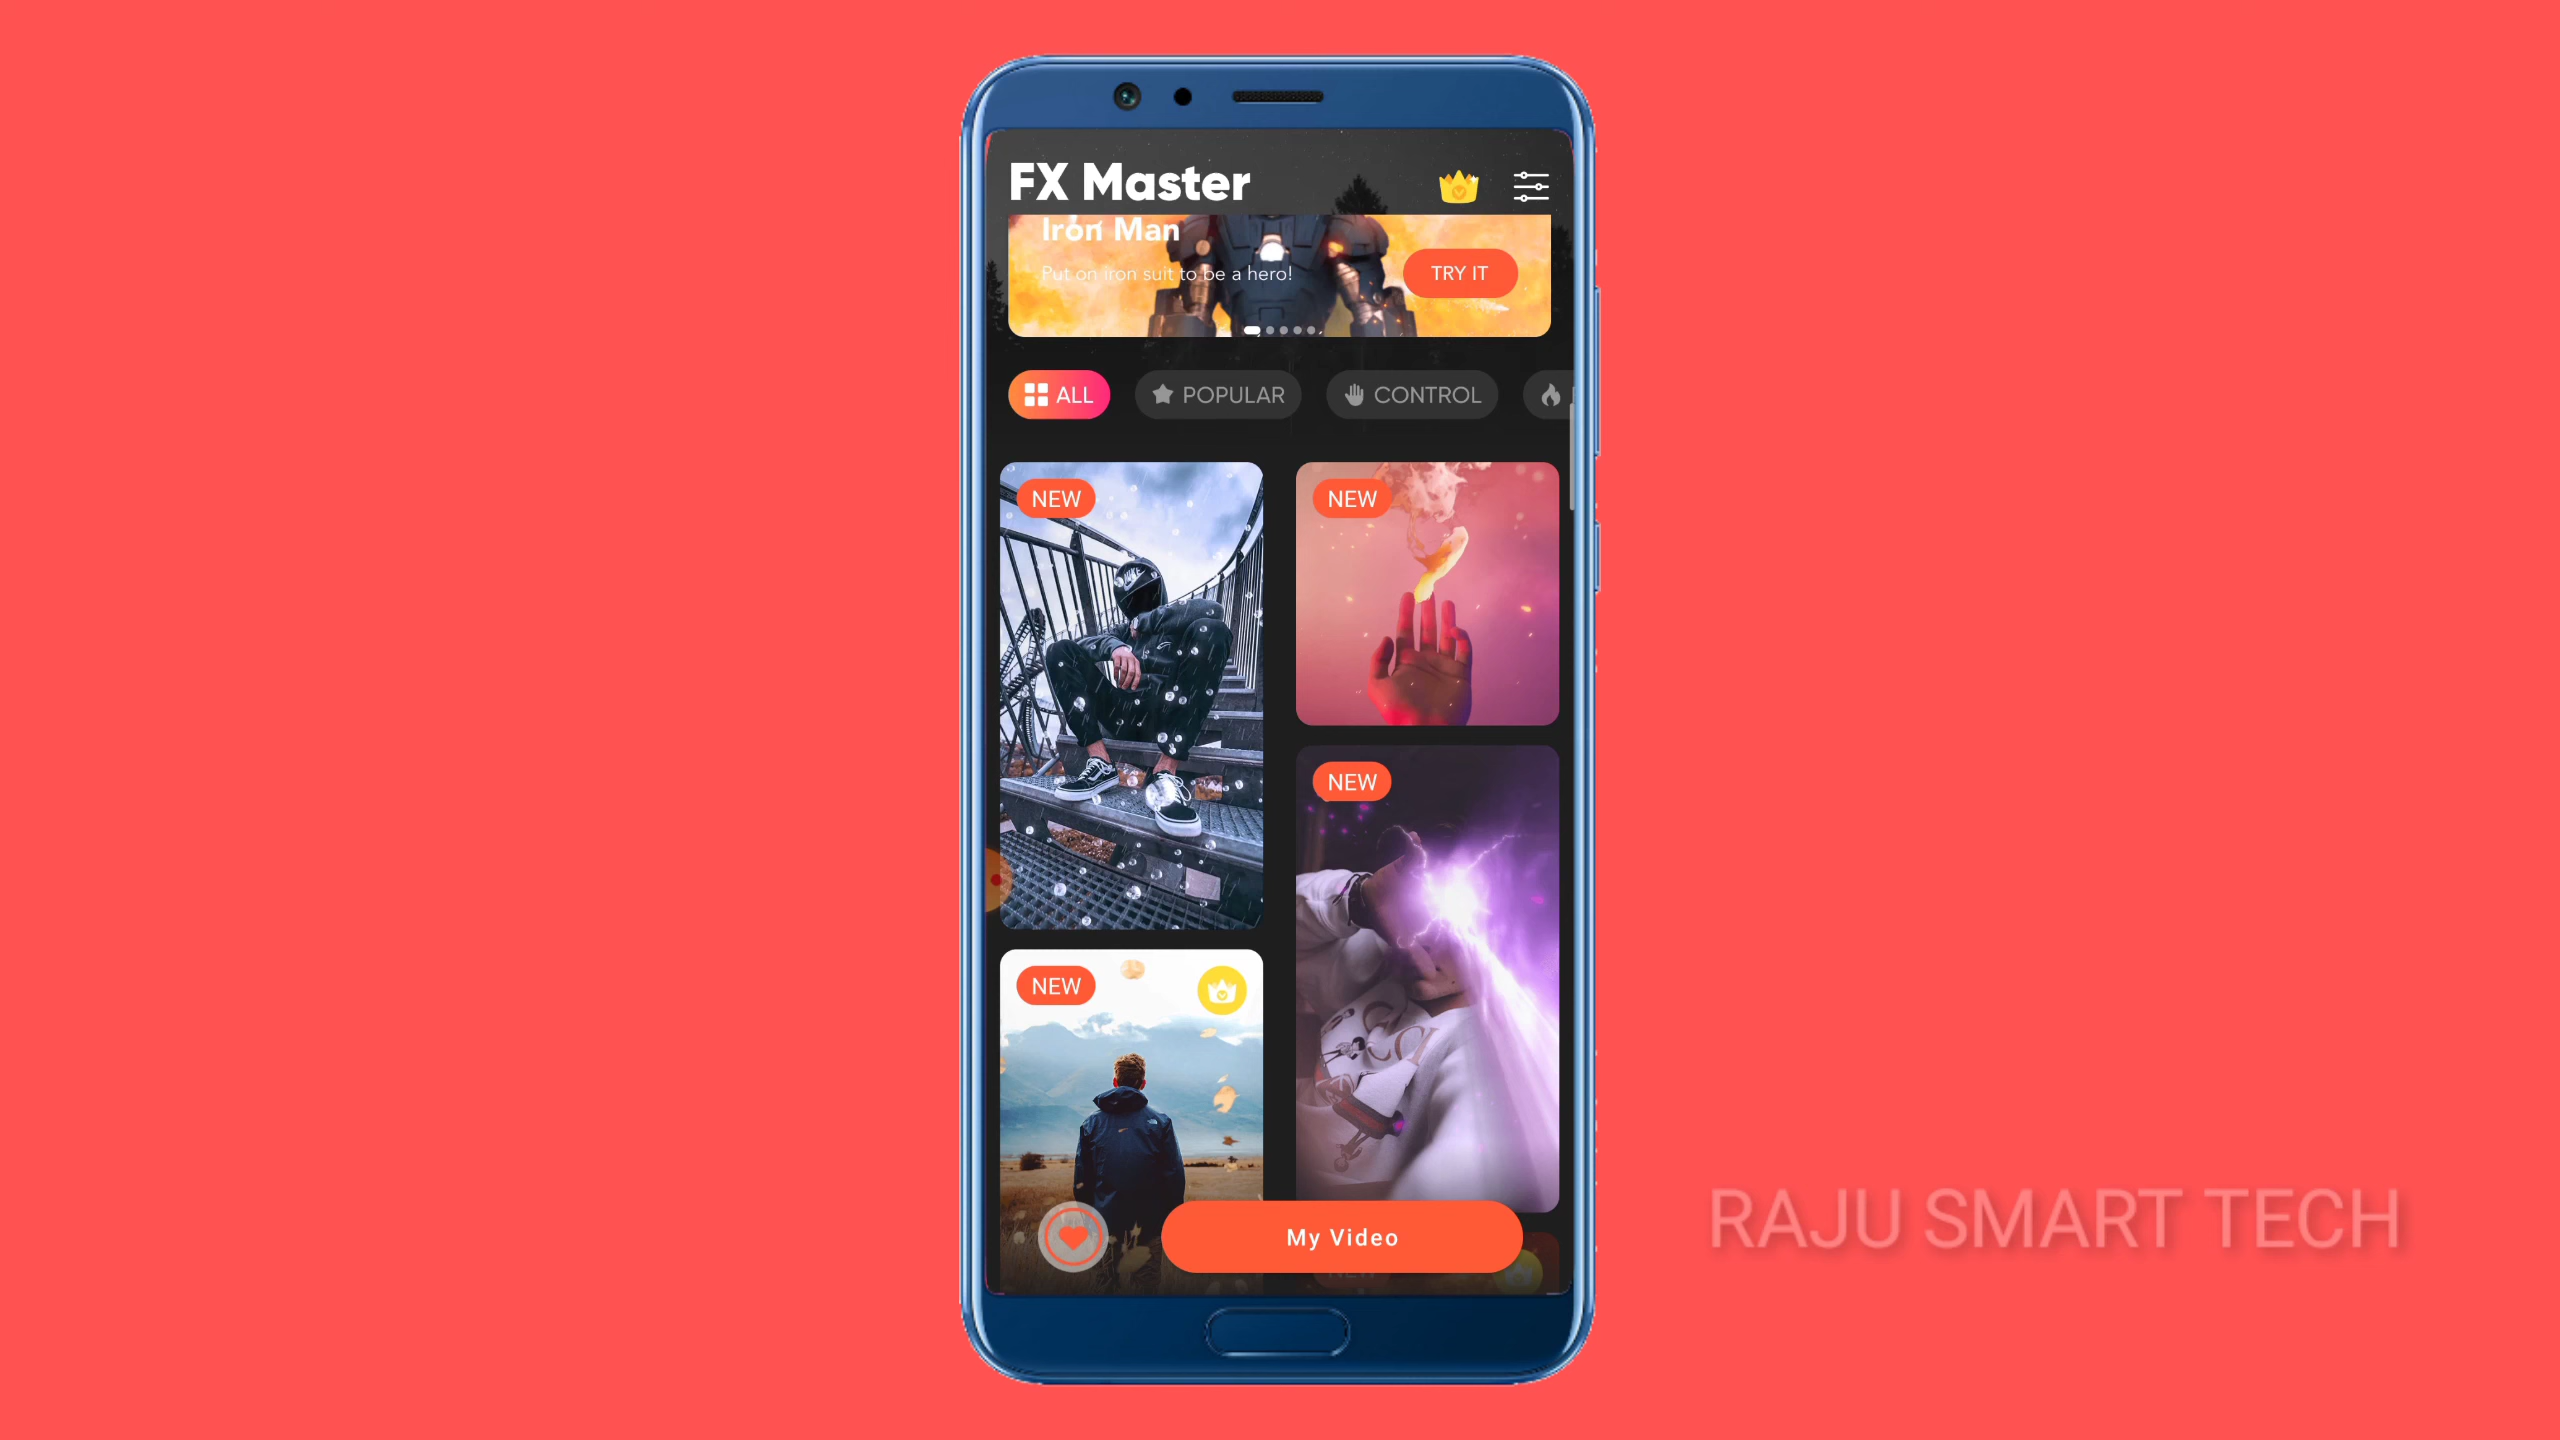 FX Master
Iron Man
Put on iron suit to be a hero!
TRY IT
ALL
POPULAR
CONTROL
NEW
NEW
NEW
NEW
My Video
NEW
RAJU SMART TECH